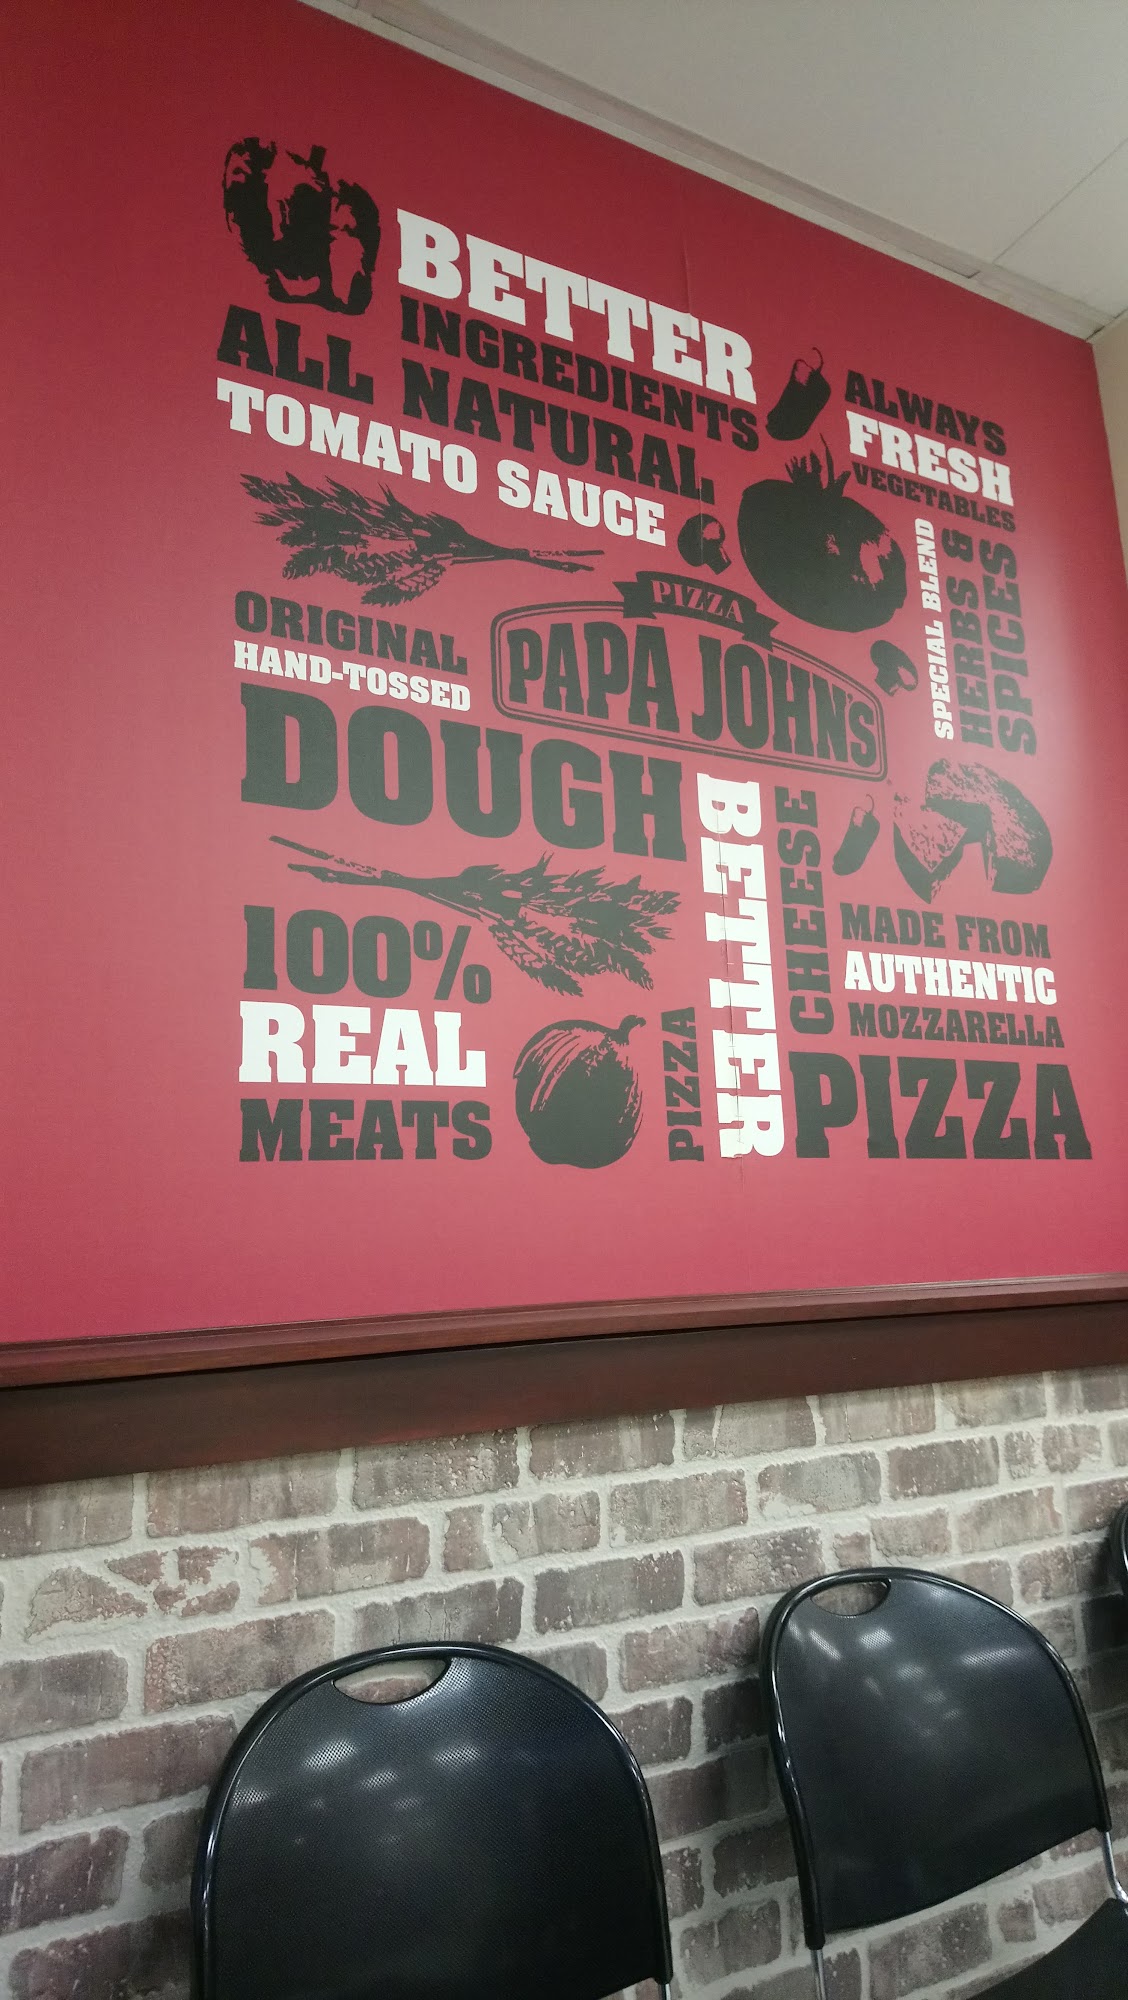 BETTER
INGREDIENTS
ALL NATURAL
TOMATO SAUCE
ALWAYS
FRESH
VEGETABLES
SPECIAL BLEND
HERBS &
SPICES
ORIGINAL
HAND-TOSSED
DOUGH
PIZZA
PAPA JOHN'S
100%
REAL
MEATS
PIZZA
BETTER
CHEESE
MADE FROM
AUTHENTIC
MOZZARELLA
PIZZA